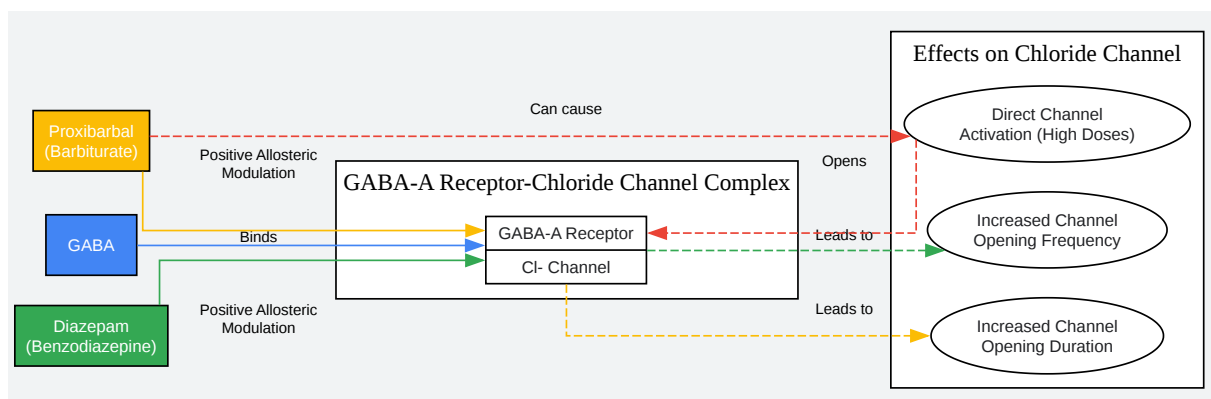 Effects on Chloride Channel
Can cause
Direct Channel
Activation (High Doses)
Proxibarbal
(Barbiturate)
Positive Allosteric
Modulation
Opens
GABA-A Receptor-Chloride Channel Complex
GABA
Binds
GABA-A Receptor
Cl- Channel
Leads to
Increased Channel
Opening Frequency
Positive Allosteric
Modulation
Leads to
Diazepam
(Benzodiazepine)
Increased Channel
Opening Duration